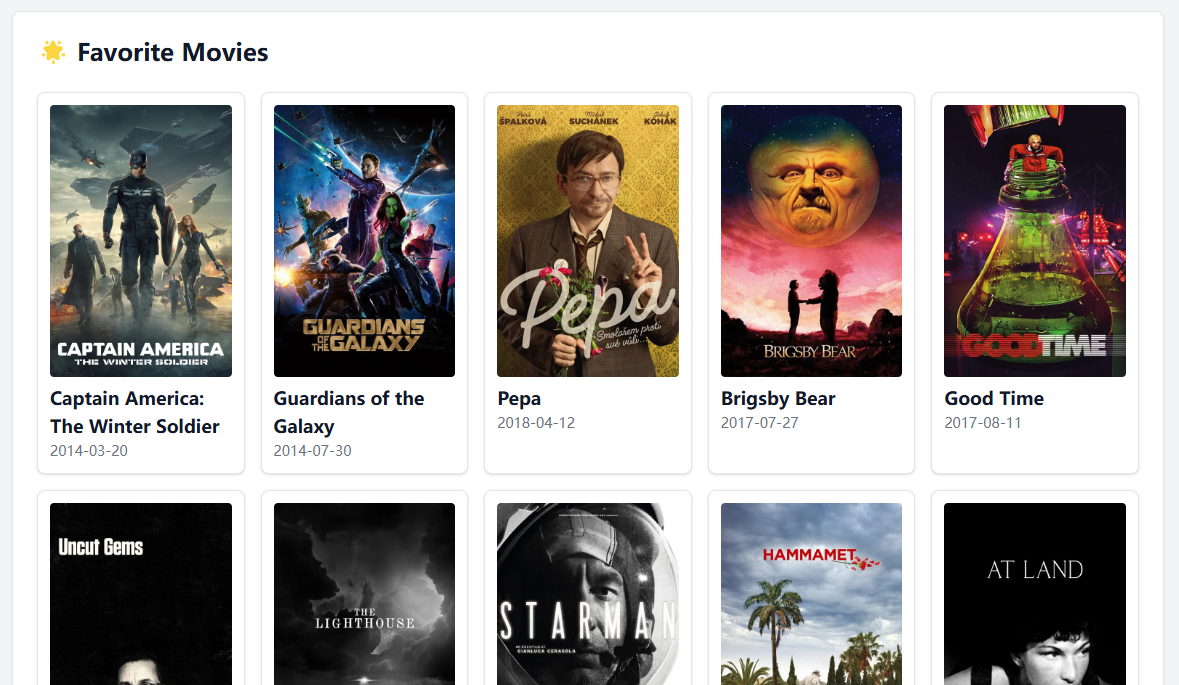 Favorite Movies
CAPTAIN AMERICA
THE WINTER SOLDIER
Captain America:
The Winter Soldier
2014-03-20
GUARDIANS
OF THE GALAXY
Guardians of the
Galaxy
2014-07-30
ŠPALKOVÁ
SUCHÁNEK
KOHÁK
Pepa
Smolařem proti
své vůli...
Pepa
2018-04-12
BRIGSBY BEAR
Brigsby Bear
2017-07-27
GOODTIME
Good Time
2017-08-11
Uncut Gems
THE
LIGHTHOUSE
STARMAN
GIANLUCA CERASOLA
HAMMAMET
AT LAND